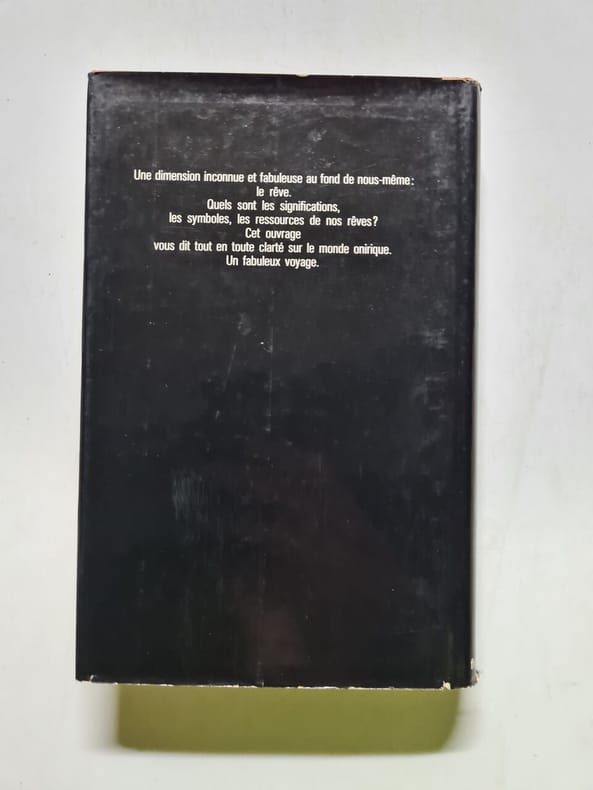 Une dimension inconnue et fabuleuse au fond de nous-même :
le rêve.
Quels sont les significations,
les symboles, les ressources de nos rêves ?
Cet ouvrage
vous dit tout en toute clarté sur le monde onirique.
Un fabuleux voyage.